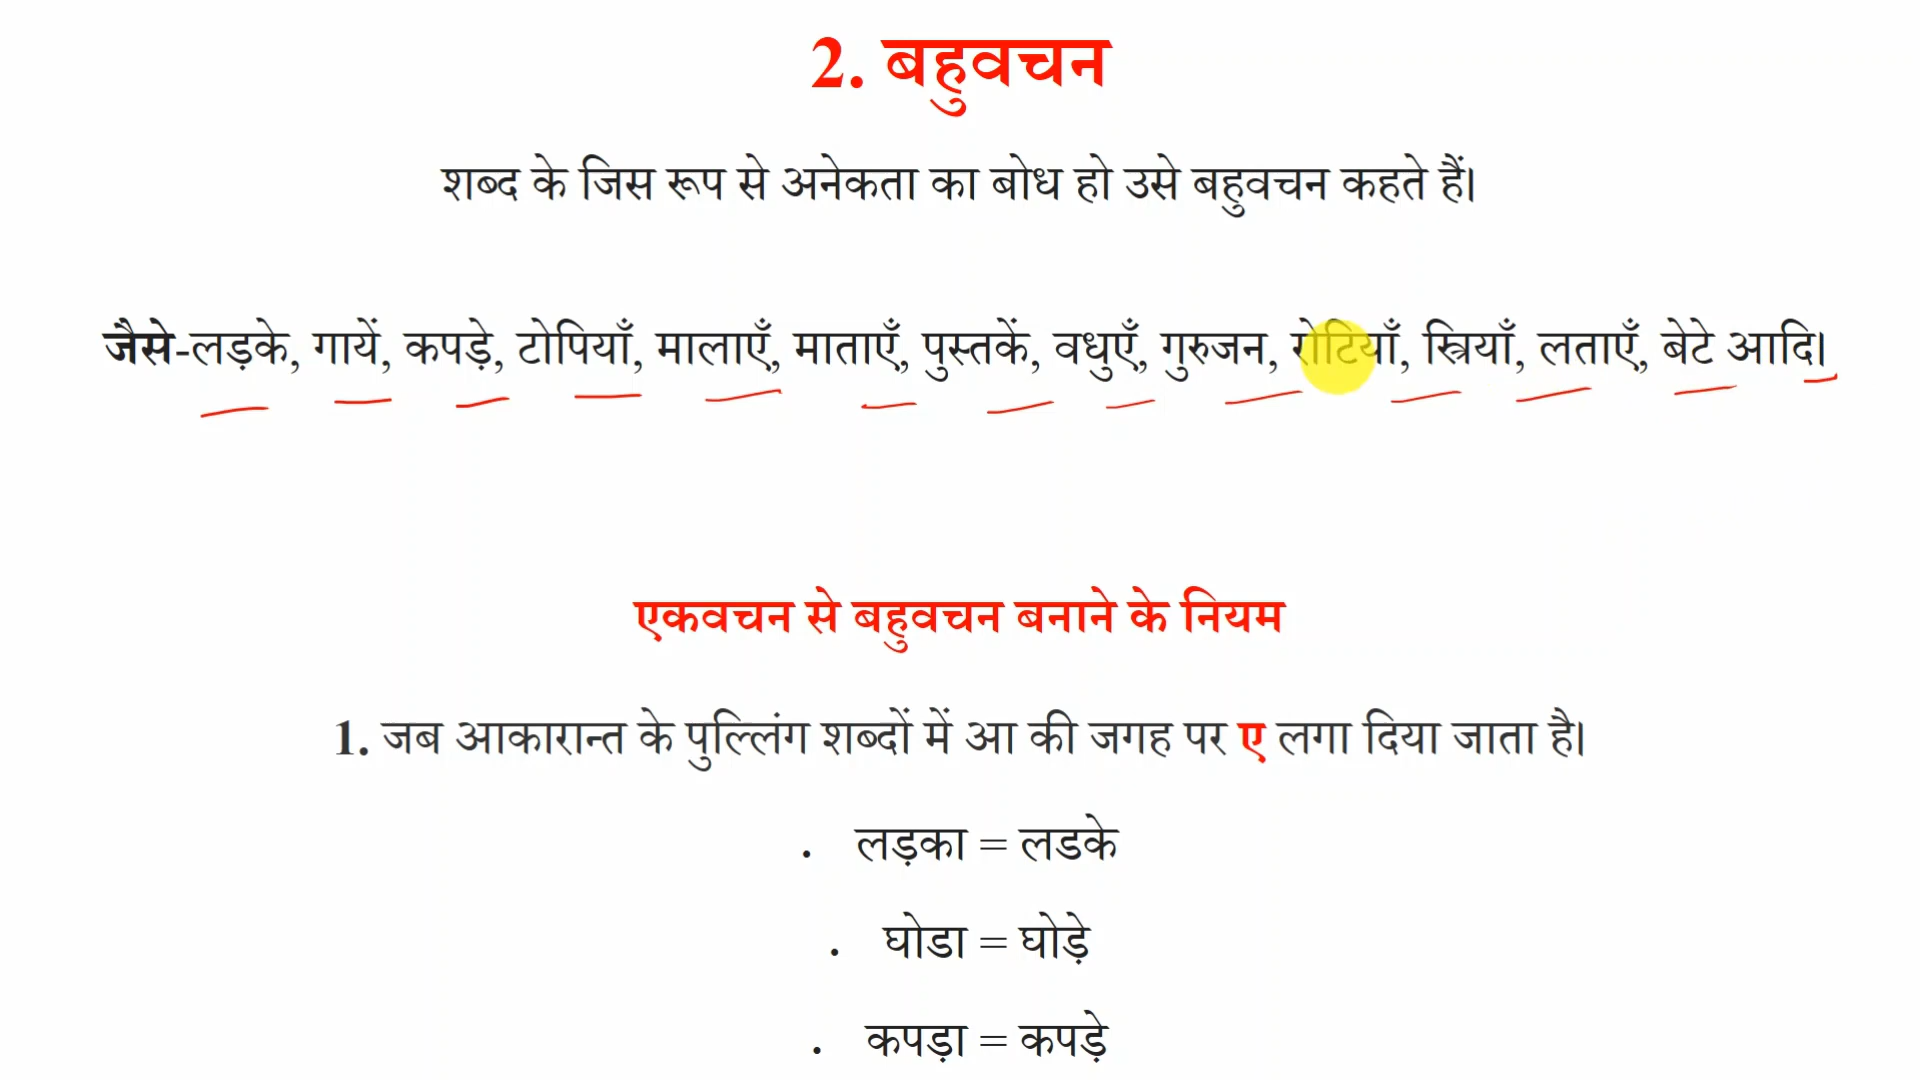 2. बहुवचन
शब्द के जिस रूप से अनेकता का बोध हो उसे बहुवचन कहते हैं।
जैसे-लड़के, गायें, कपड़े, टोपियाँ, मालाएँ, माताएँ, पुस्तकें, वधुएँ, गुरुजन, रोटियाँ, स्त्रियाँ, लताएँ, बेटे आदि।
एकवचन से बहुवचन बनाने के नियम
1. जब आकारान्त के पुल्लिंग शब्दों में आ की जगह पर ए लगा दिया जाता है।
. लड़का = लडके
. घोडा = घोड़े
. कपड़ा = कपड़े